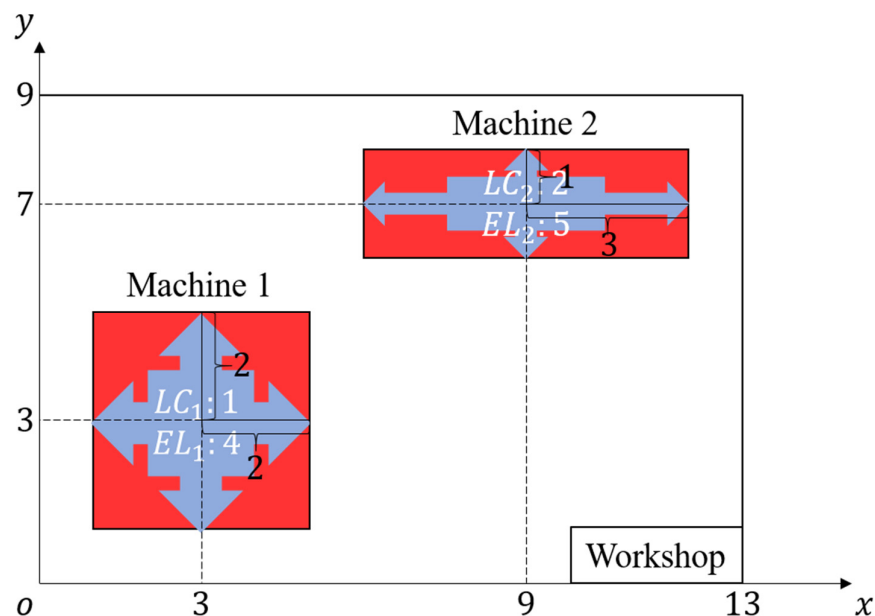 y
9
Machine 2
7
LC₂: 2
1
EL₂: 5
3
Machine 1
2
3
LC₁: 1
EL₁: 4
2
Workshop
o
3
9
13
x